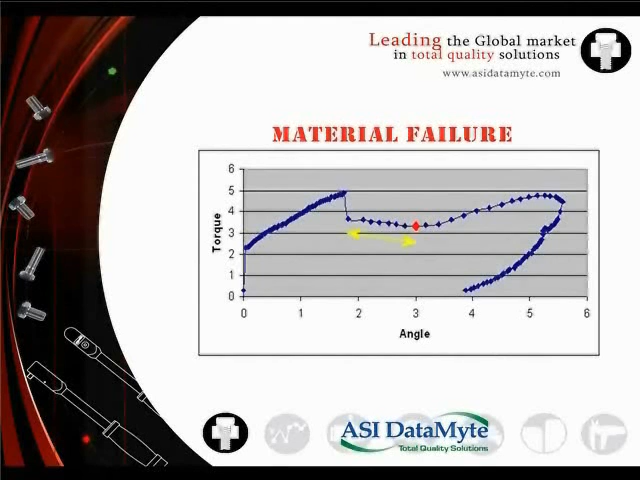 Leading the Global market
in total quality solutions
www.asidatamyte.com
MATERIAL FAILURE
6
5
4
3
2
1
0
Torque
0 1 2 3 4 5 6
Angle
ASI DataMyte
Total Quality Solutions